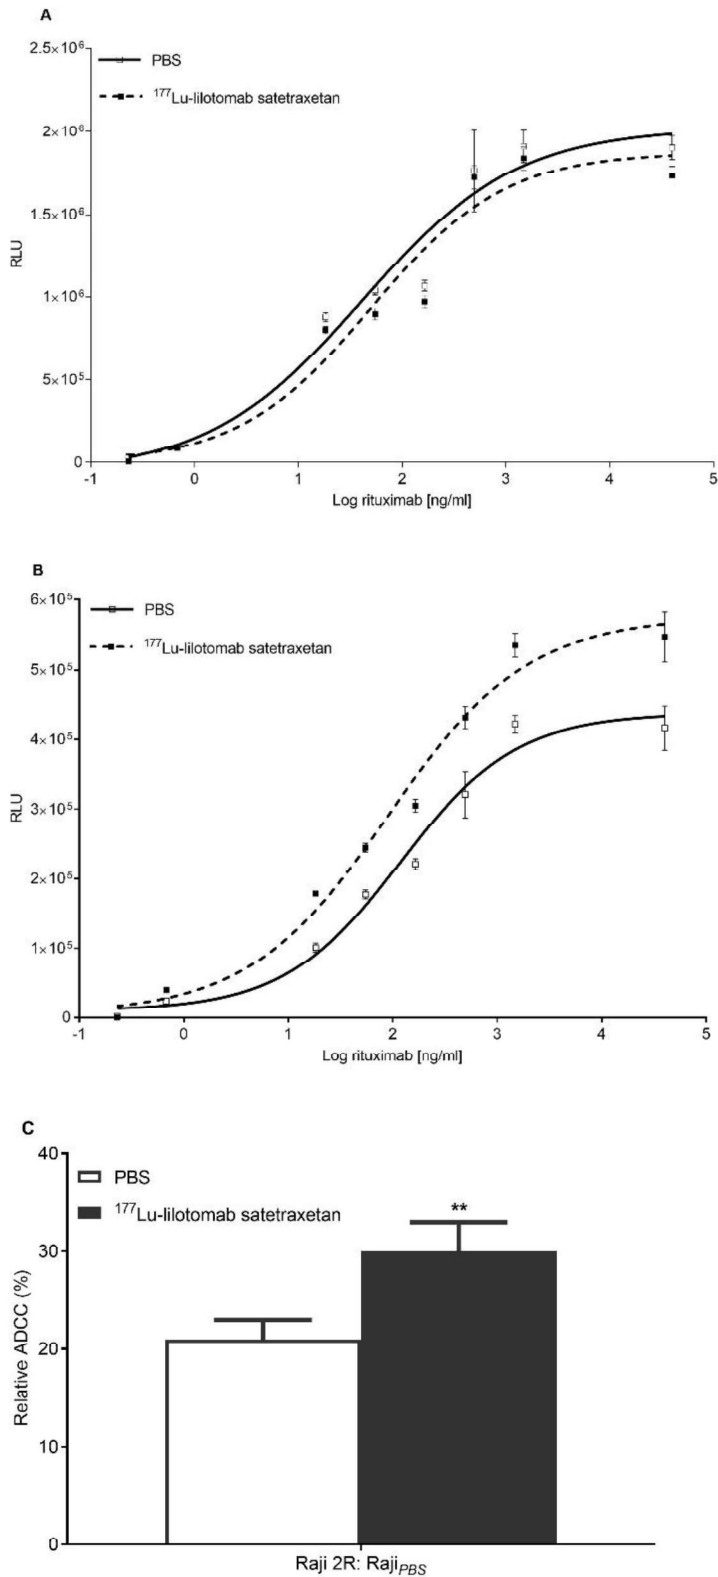 A
2.5×10⁶
PBS
¹⁷⁷Lu-lilotomab satetraxetan
2×10⁶
1.5×10⁶
RLU
1×10⁶
5×10⁵
0
-1 0 1 2 3 4 5
Log rituximab [ng/ml]
B
6×10⁵
PBS
¹⁷⁷Lu-lilotomab satetraxetan
5×10⁵
4×10⁵
RLU
3×10⁵
2×10⁵
1×10⁵
0
-1 0 1 2 3 4 5
Log rituximab [ng/ml]
C
40
PBS
¹⁷⁷Lu-lilotomab satetraxetan
**
30
Relative ADCC (%)
20
10
0
Raji 2R: Raji_PBS